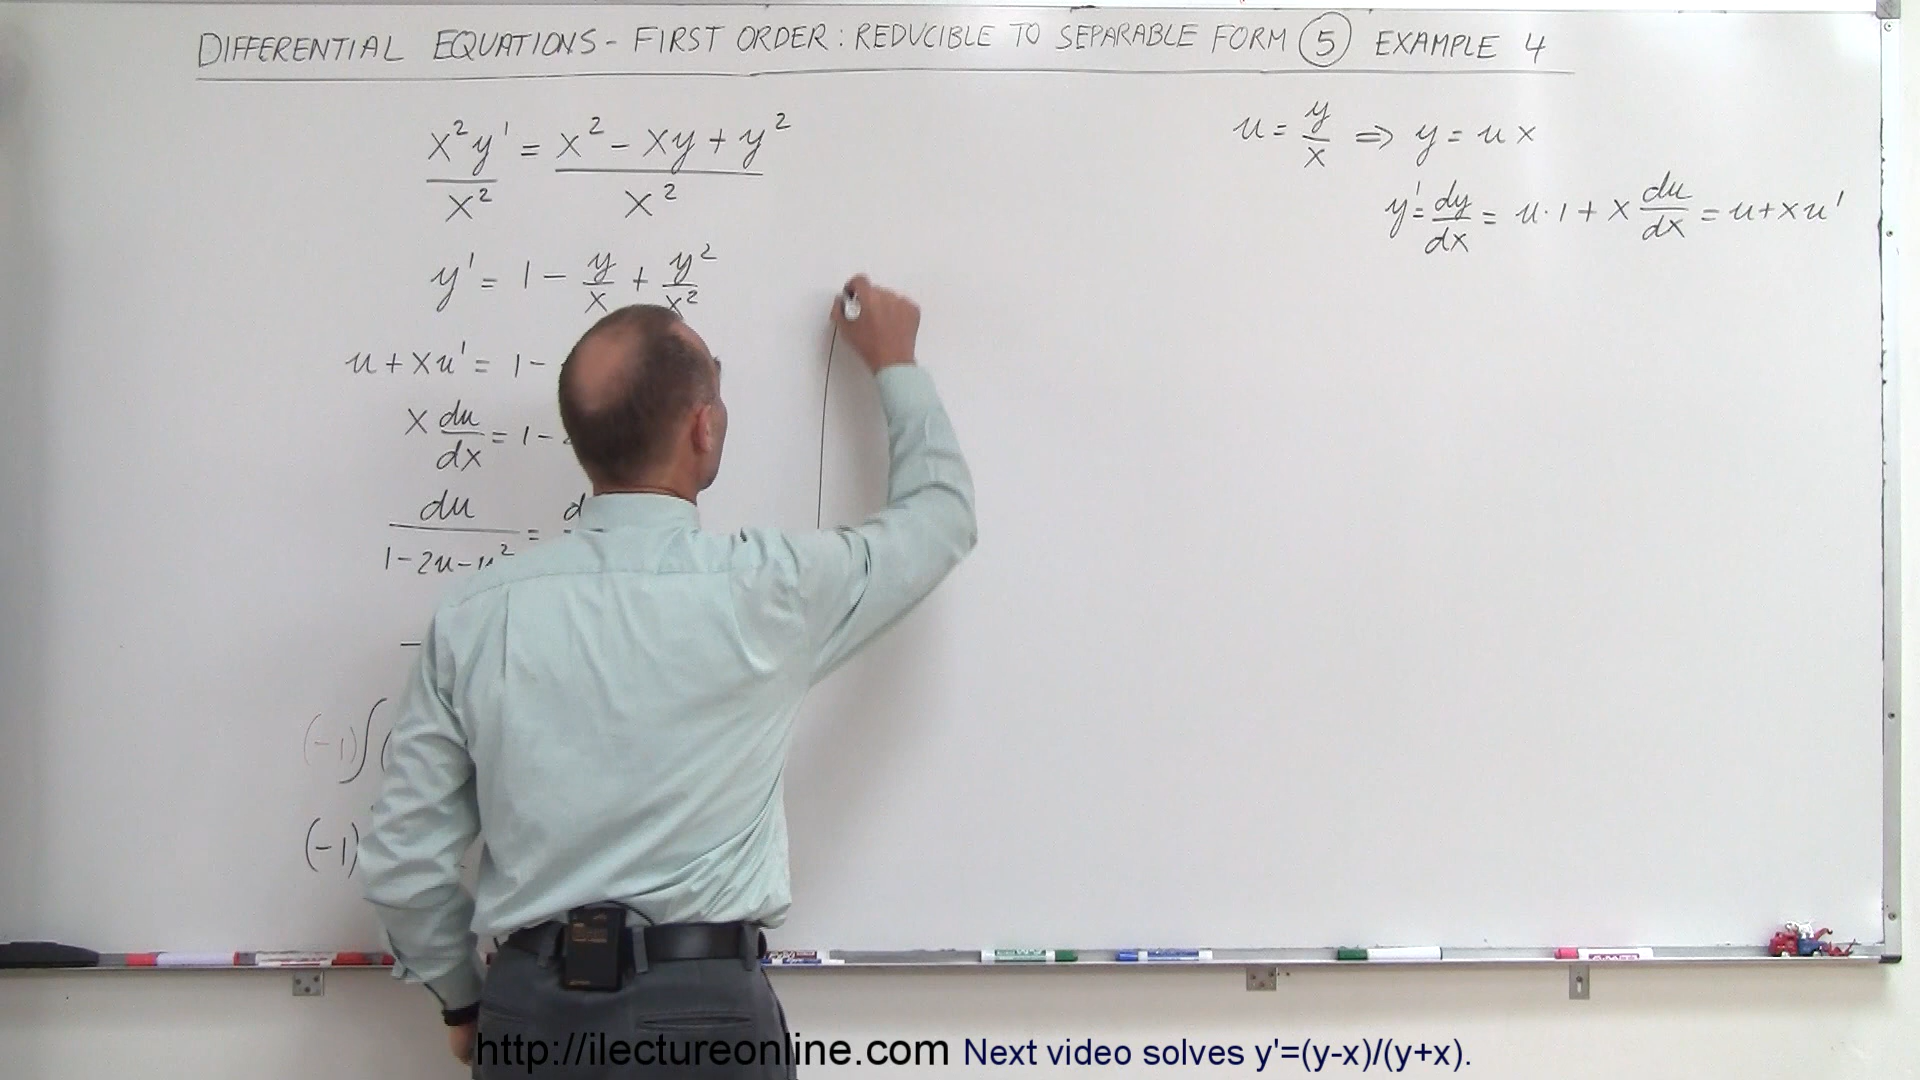 DIFFERENTIAL EQUATIONS - FIRST ORDER: REDUCIBLE TO SEPARABLE FORM 5 EXAMPLE 4
x²y' / x² = x² - xy + y² / x²
y' = 1 - y/x + y²/x²
u + xu' = 1 -
x du/dx = 1 -
du / 1-2u-u² = d
(-1)∫(
(-1)
u = y/x ⇒ y = ux
y' = dy/dx = u·1 + x du/dx = u + xu'
http://ilectureonline.com Next video solves y'=(y-x)/(y+x).